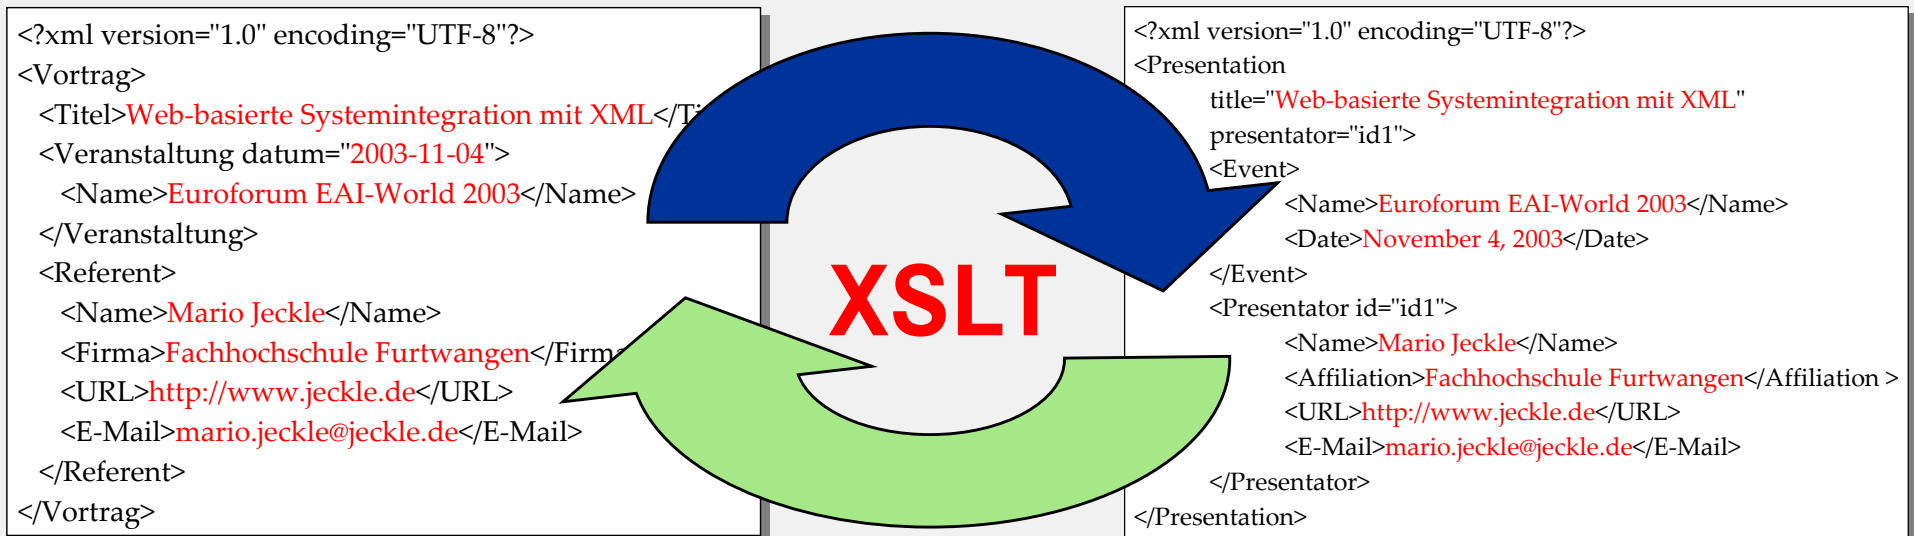 <?xml version="1.0" encoding="UTF-8"?>
<Vortrag>
<Titel>Web-basierte Systemintegration mit XML</Ti
<Veranstaltung datum="2003-11-04">
<Name>Euroforum EAI-World 2003</Name>
</Veranstaltung>
<Referent>
<Name>Mario Jeckle</Name>
<Firma>Fachhochschule Furtwangen</Firma
<URL>http://www.jeckle.de</URL>
<E-Mail>mario.jeckle@jeckle.de</E-Mail>
</Referent>
</Vortrag>
XSLT
<?xml version="1.0" encoding="UTF-8"?>
<Presentation
title="Web-basierte Systemintegration mit XML"
presentator="id1">
<Event>
<Name>Euroforum EAI-World 2003</Name>
<Date>November 4, 2003</Date>
</Event>
<Presentator id="id1">
<Name>Mario Jeckle</Name>
<Affiliation>Fachhochschule Furtwangen</Affiliation >
<URL>http://www.jeckle.de</URL>
<E-Mail>mario.jeckle@jeckle.de</E-Mail>
</Presentator>
</Presentation>